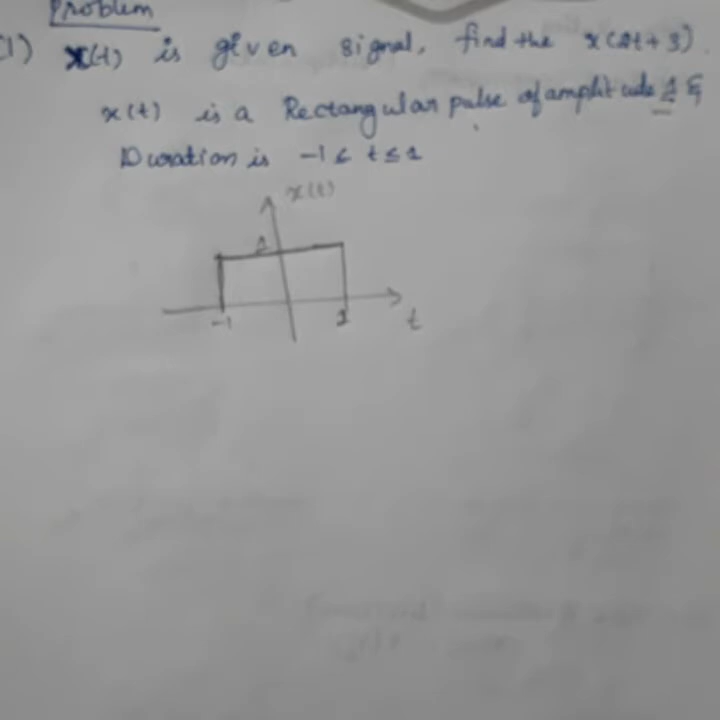 Problem
(1) x(t) is given signal, find the x(2t+3).
x(t) is a Rectangular pulse of amplitude 1 &
Duration is -1 ≤ t ≤ 1
x(t)
1
-1 1 t